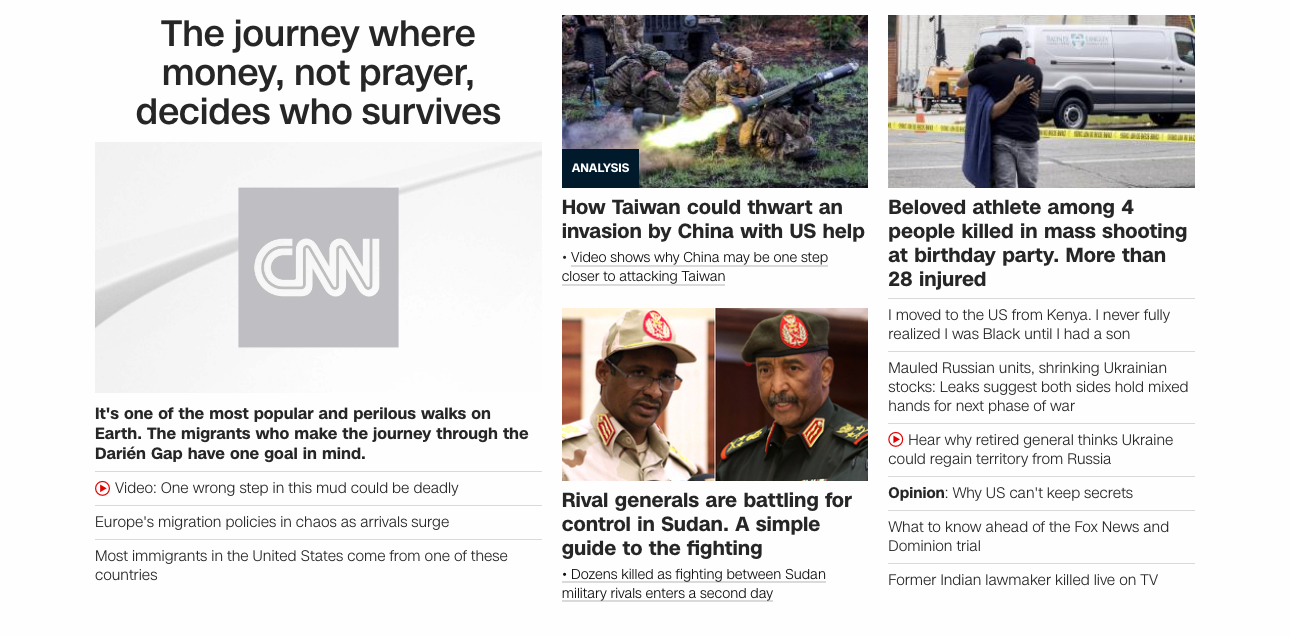 The journey where
money, not prayer,
decides who survives
CNN
It's one of the most popular and perilous walks on
Earth. The migrants who make the journey through the
Darién Gap have one goal in mind.
Video: One wrong step in this mud could be deadly
Europe's migration policies in chaos as arrivals surge
Most immigrants in the United States come from one of these
countries
ANALYSIS
How Taiwan could thwart an
invasion by China with US help
• Video shows why China may be one step
closer to attacking Taiwan
Rival generals are battling for
control in Sudan. A simple
guide to the fighting
• Dozens killed as fighting between Sudan
military rivals enters a second day
Beloved athlete among 4
people killed in mass shooting
at birthday party. More than
28 injured
I moved to the US from Kenya. I never fully
realized I was Black until I had a son
Mauled Russian units, shrinking Ukrainian
stocks: Leaks suggest both sides hold mixed
hands for next phase of war
Hear why retired general thinks Ukraine
could regain territory from Russia
Opinion: Why US can't keep secrets
What to know ahead of the Fox News and
Dominion trial
Former Indian lawmaker killed live on TV